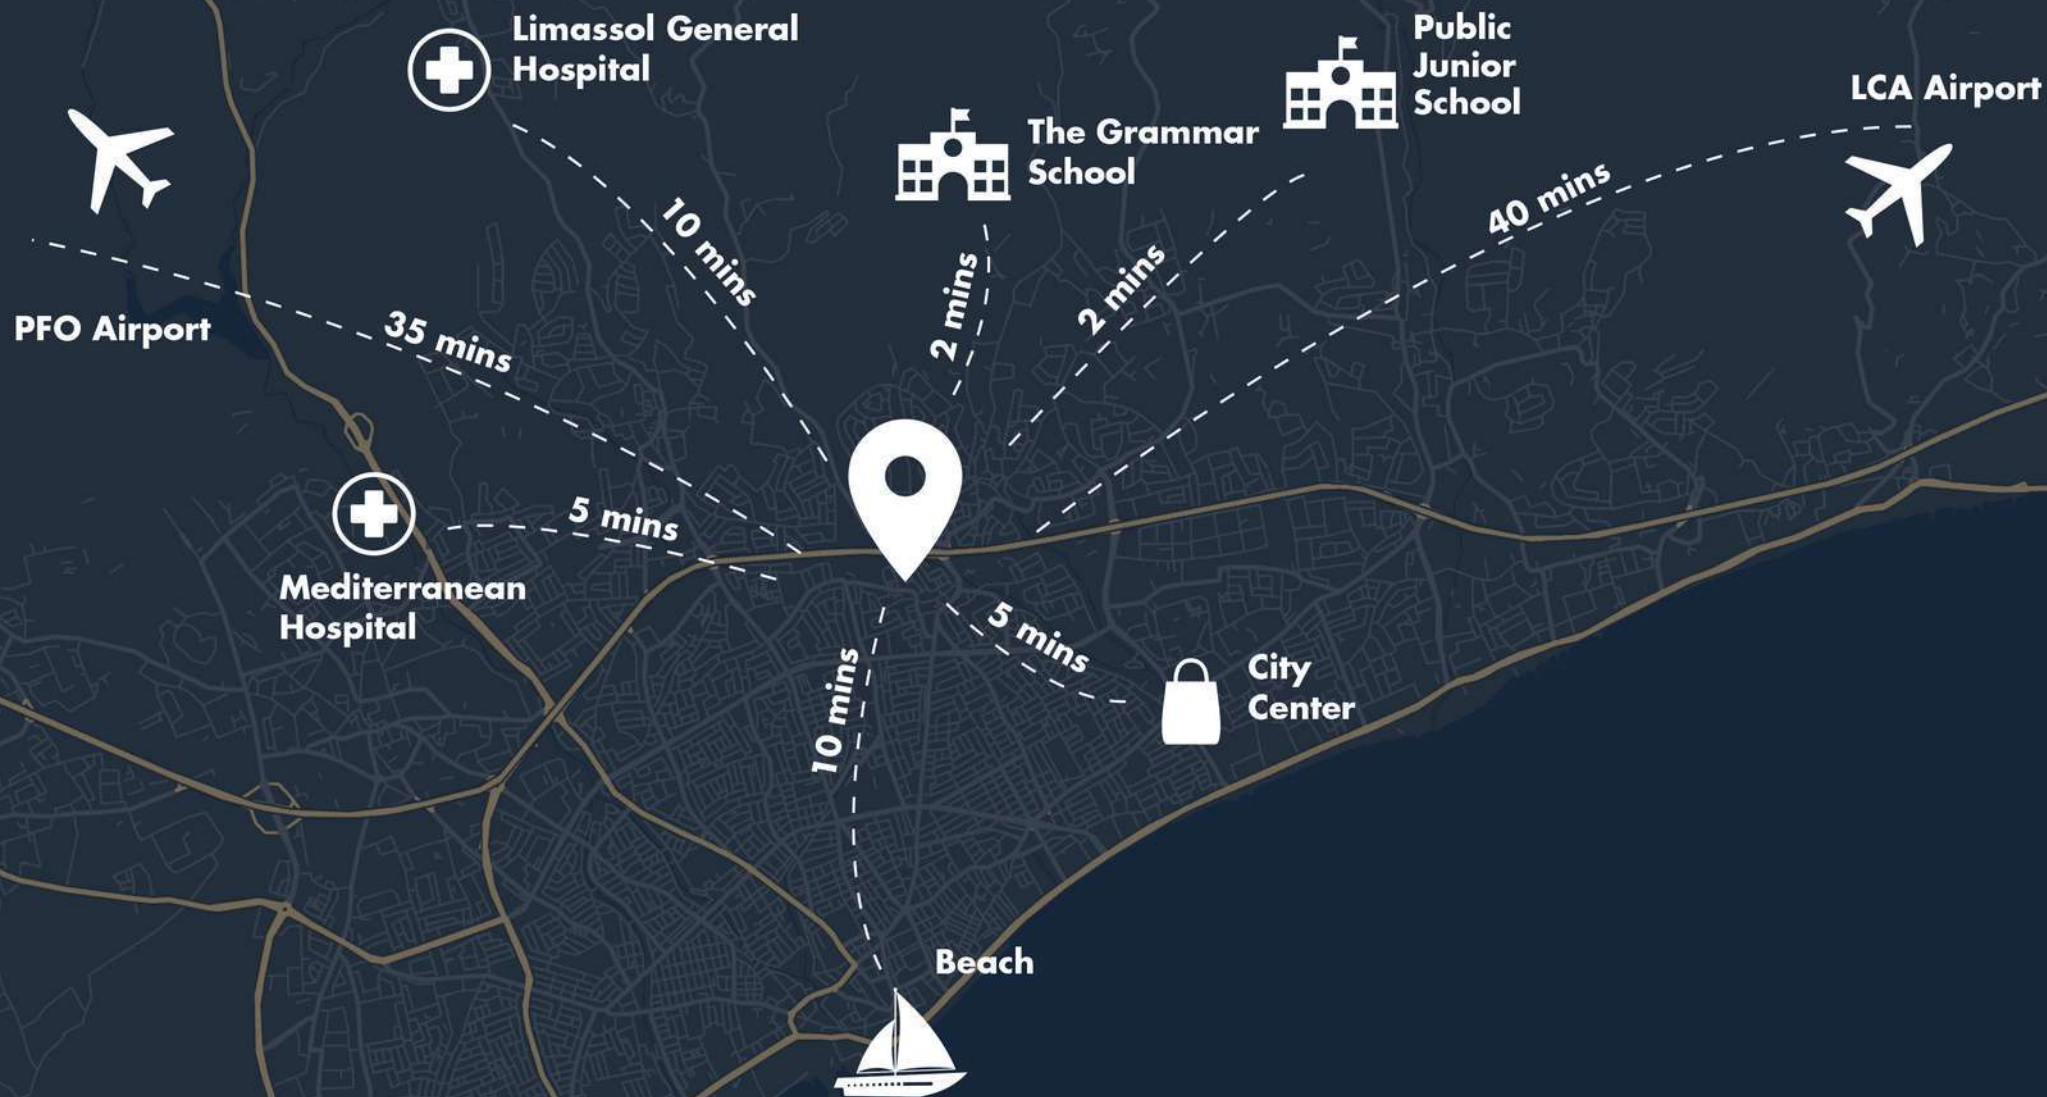 Limassol General
Hospital
Public
Junior
School
LCA Airport
The Grammar
School
10 mins
2 mins
2 mins
40 mins
PFO Airport
35 mins
5 mins
Mediterranean
Hospital
5 mins
10 mins
City
Center
Beach